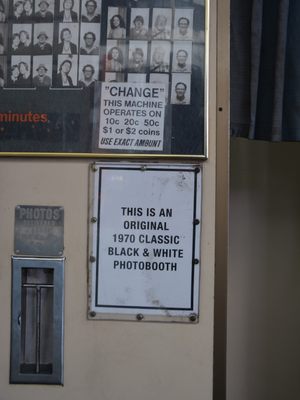 minutes.
"CHANGE"
THIS MACHINE
OPERATES ON
10c 20c 50c
$1 or $2 coins
USE EXACT AMOUNT
THIS IS AN
ORIGINAL
1970 CLASSIC
BLACK & WHITE
PHOTOBOOTH
PHOTOS